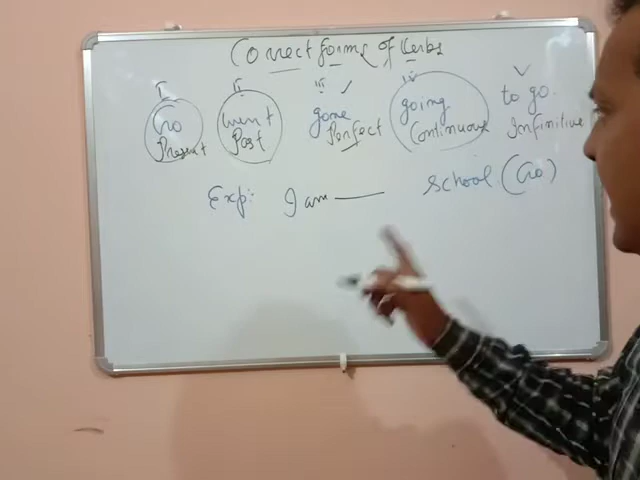 Correct forms of Verbs
I II III ✓ IV V
Go went gone going to go.
Present Past Perfect Continuous Infinitive
Exp: I am —— School (Go)